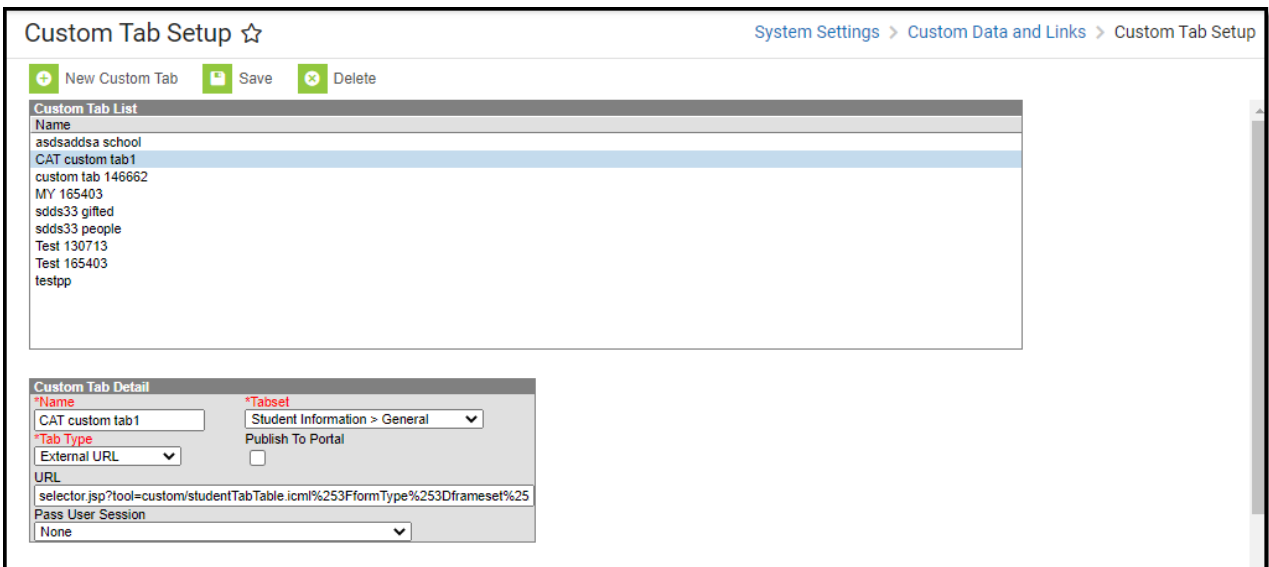 Custom Tab Setup
System Settings > Custom Data and Links > Custom Tab Setup
New Custom Tab Save Delete
Custom Tab List
Name
asdsaddsa school
CAT custom tab1
custom tab 146662
MY 165403
sdds33 gifted
sdds33 people
Test 130713
Test 165403
testpp
Custom Tab Detail
*Name *Tabset
CAT custom tab1 Student Information > General
*Tab Type Publish To Portal
External URL
URL
selector.jsp?tool=custom/studentTabTable.icml%253FformType%253Dframeset%25
Pass User Session
None